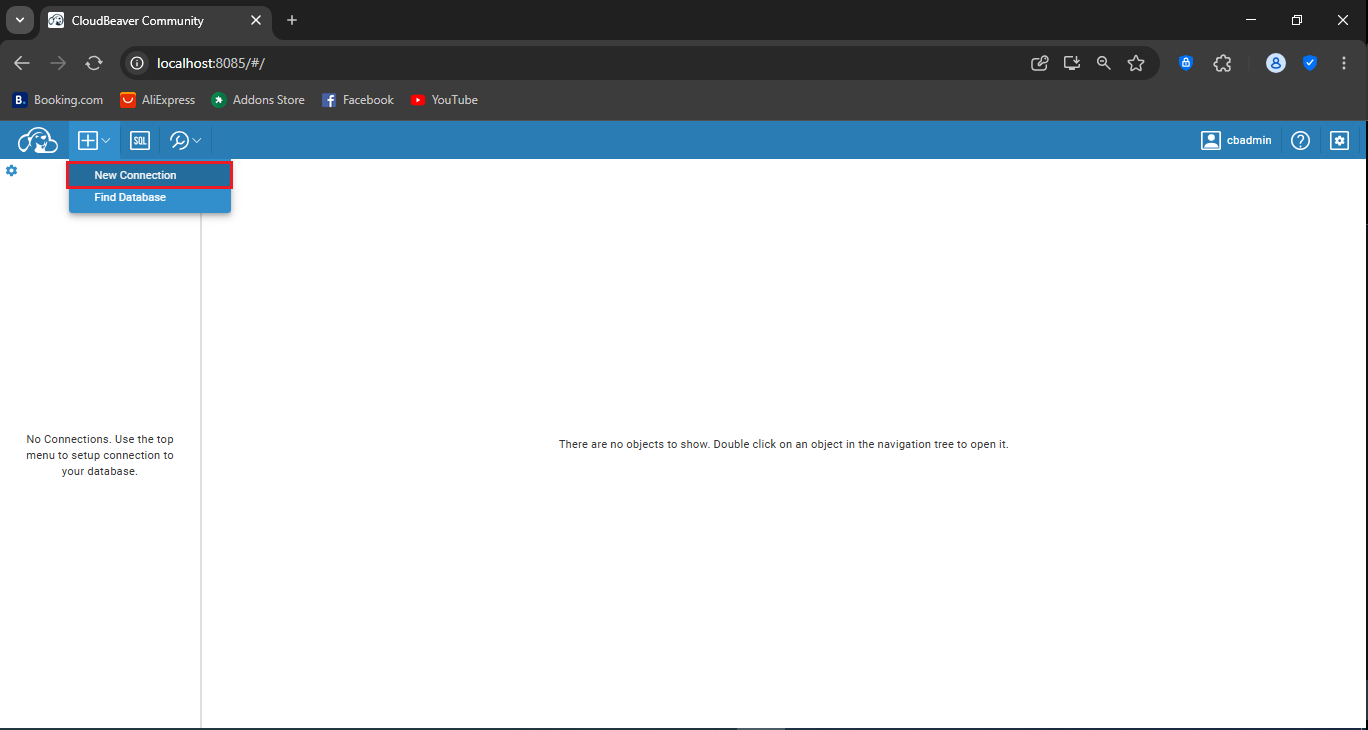 CloudBeaver Community
localhost:8085/#/
B. Booking.com AliExpress Addons Store Facebook YouTube
SQL cbadmin
New Connection
Find Database
No Connections. Use the top
menu to setup connection to
your database.
There are no objects to show. Double click on an object in the navigation tree to open it.